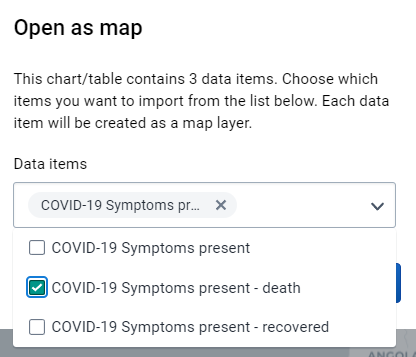 Open as map
This chart/table contains 3 data items. Choose which
items you want to import from the list below. Each data
item will be created as a map layer.
Data items
COVID-19 Symptoms pr...
COVID-19 Symptoms present
COVID-19 Symptoms present - death
COVID-19 Symptoms present - recovered